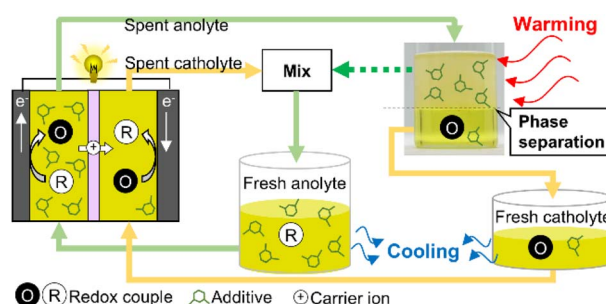 Spent anolyte
Spent catholyte
Warming
Mix
e-
e-
O
R
+
R
O
Phase
separation
O
Fresh anolyte
R
Fresh catholyte
O
Cooling
O R Redox couple Additive + Carrier ion